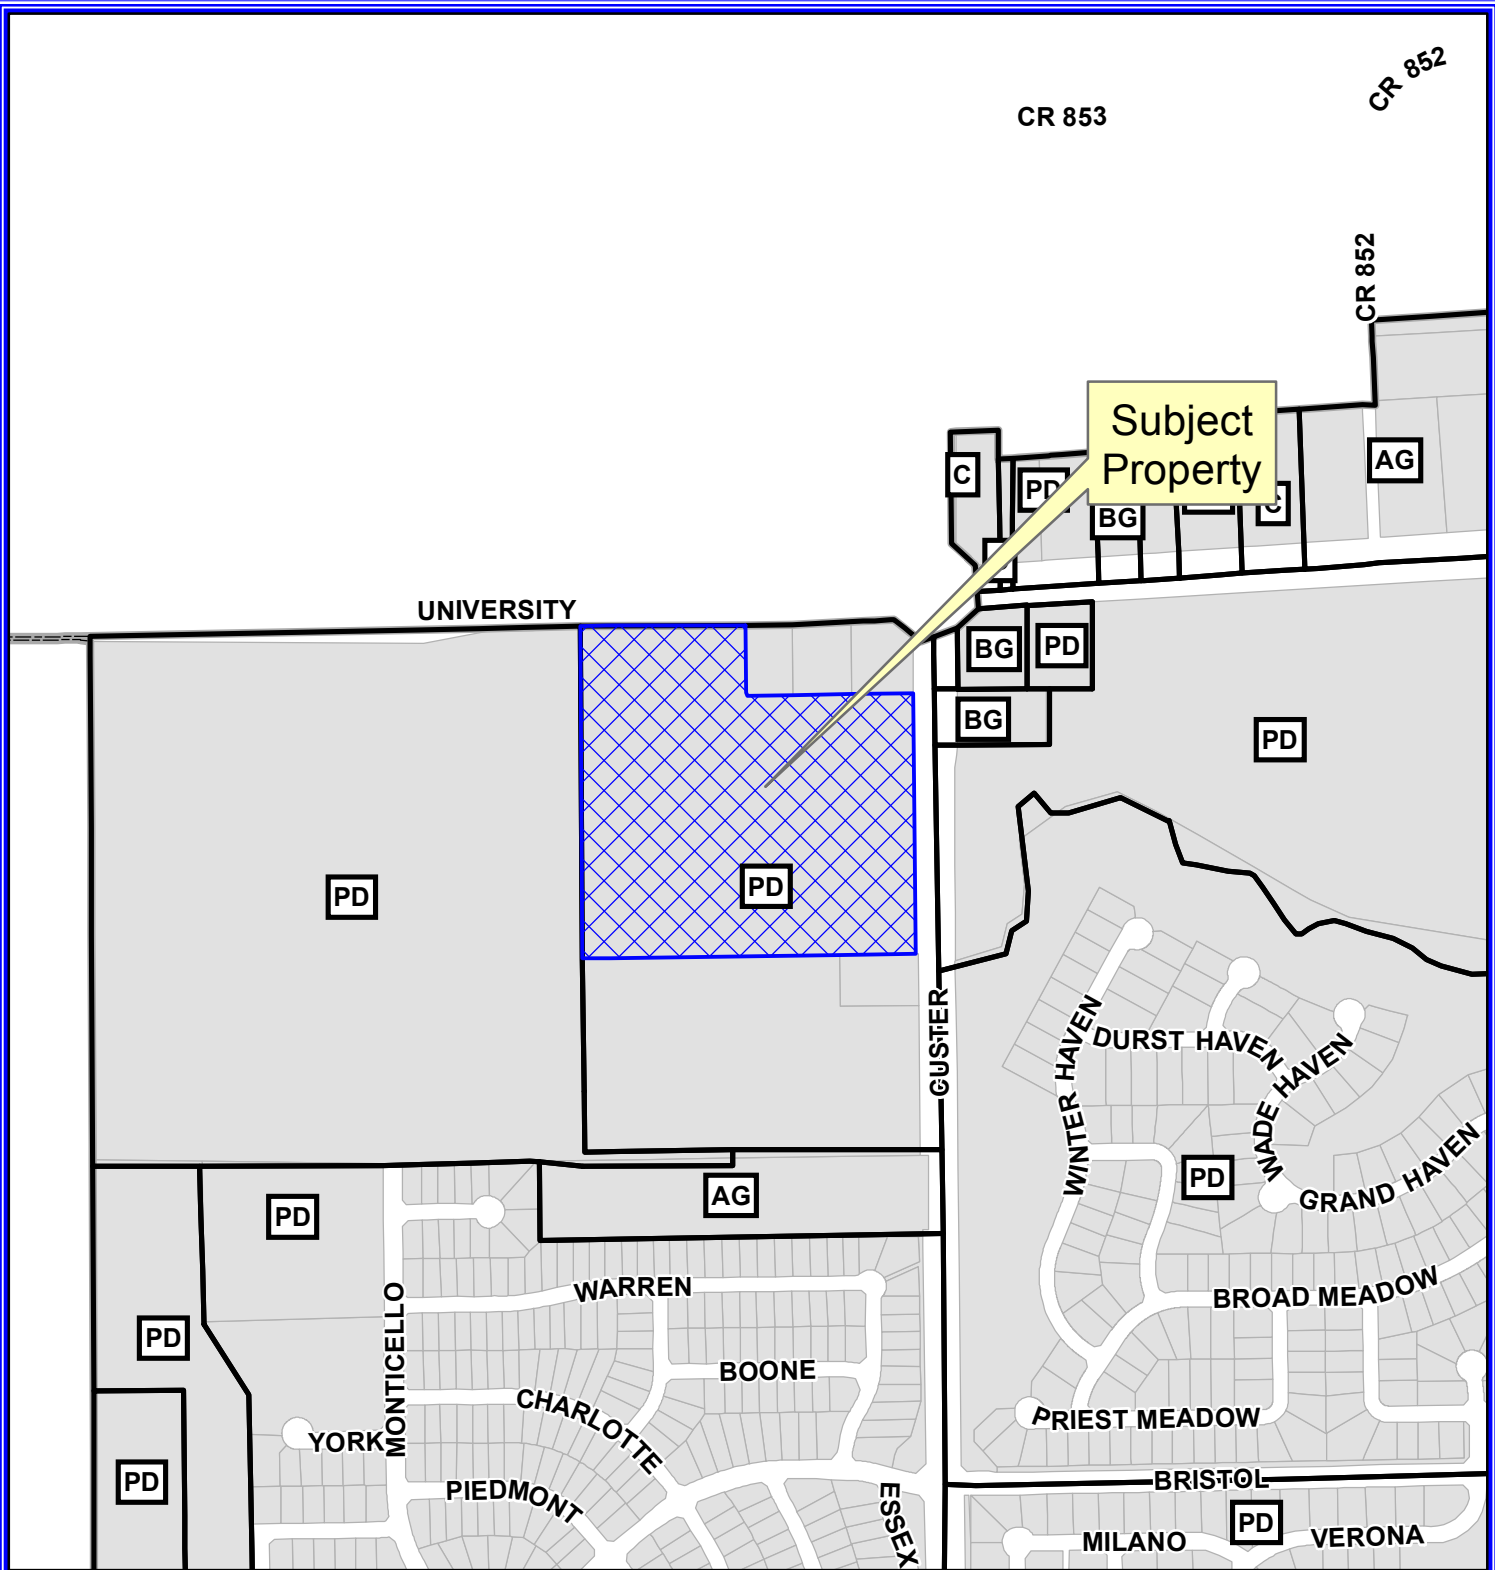 CR 852
CR 853
CR 852
Subject
Property
AG
C
PD
BG
C
UNIVERSITY
BG
PD
BG
PD
PD
PD
CUSTER
WINTER HAVEN
DURST HAVEN
WADE HAVEN
GRAND HAVEN
PD
AG
PD
WARREN
BROAD MEADOW
MONTICELLO
PD
BOONE
CHARLOTTE
PRIEST MEADOW
YORK
PD
PIEDMONT
ESSEX
BRISTOL
PD
MILANO
VERONA